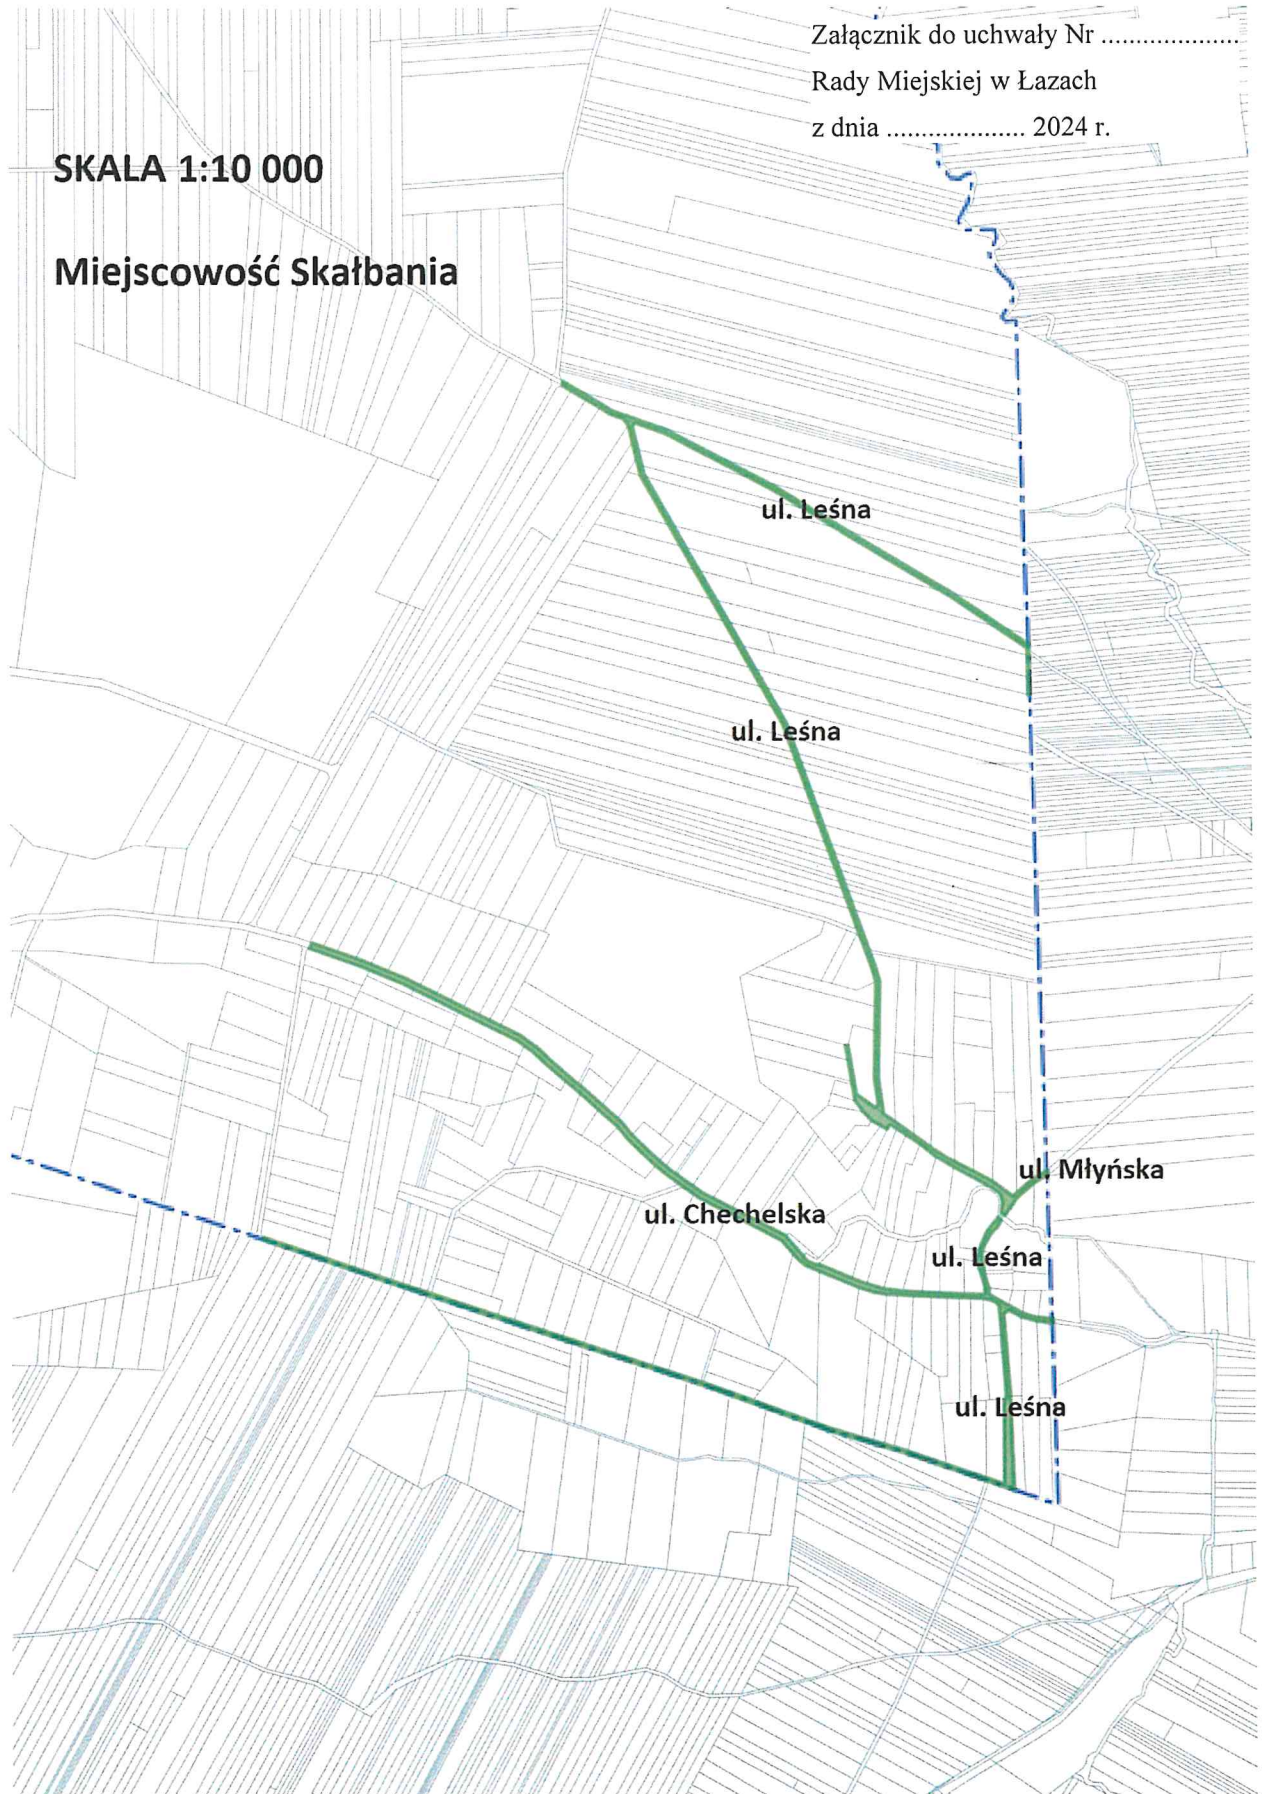 Załącznik do uchwały Nr ....................
Rady Miejskiej w Łazach
z dnia .................... 2024 r.
SKALA 1:10 000
Miejscowość Skałbania
ul. Leśna
ul. Leśna
ul. Młyńska
ul. Chechelska
ul. Leśna
ul. Leśna